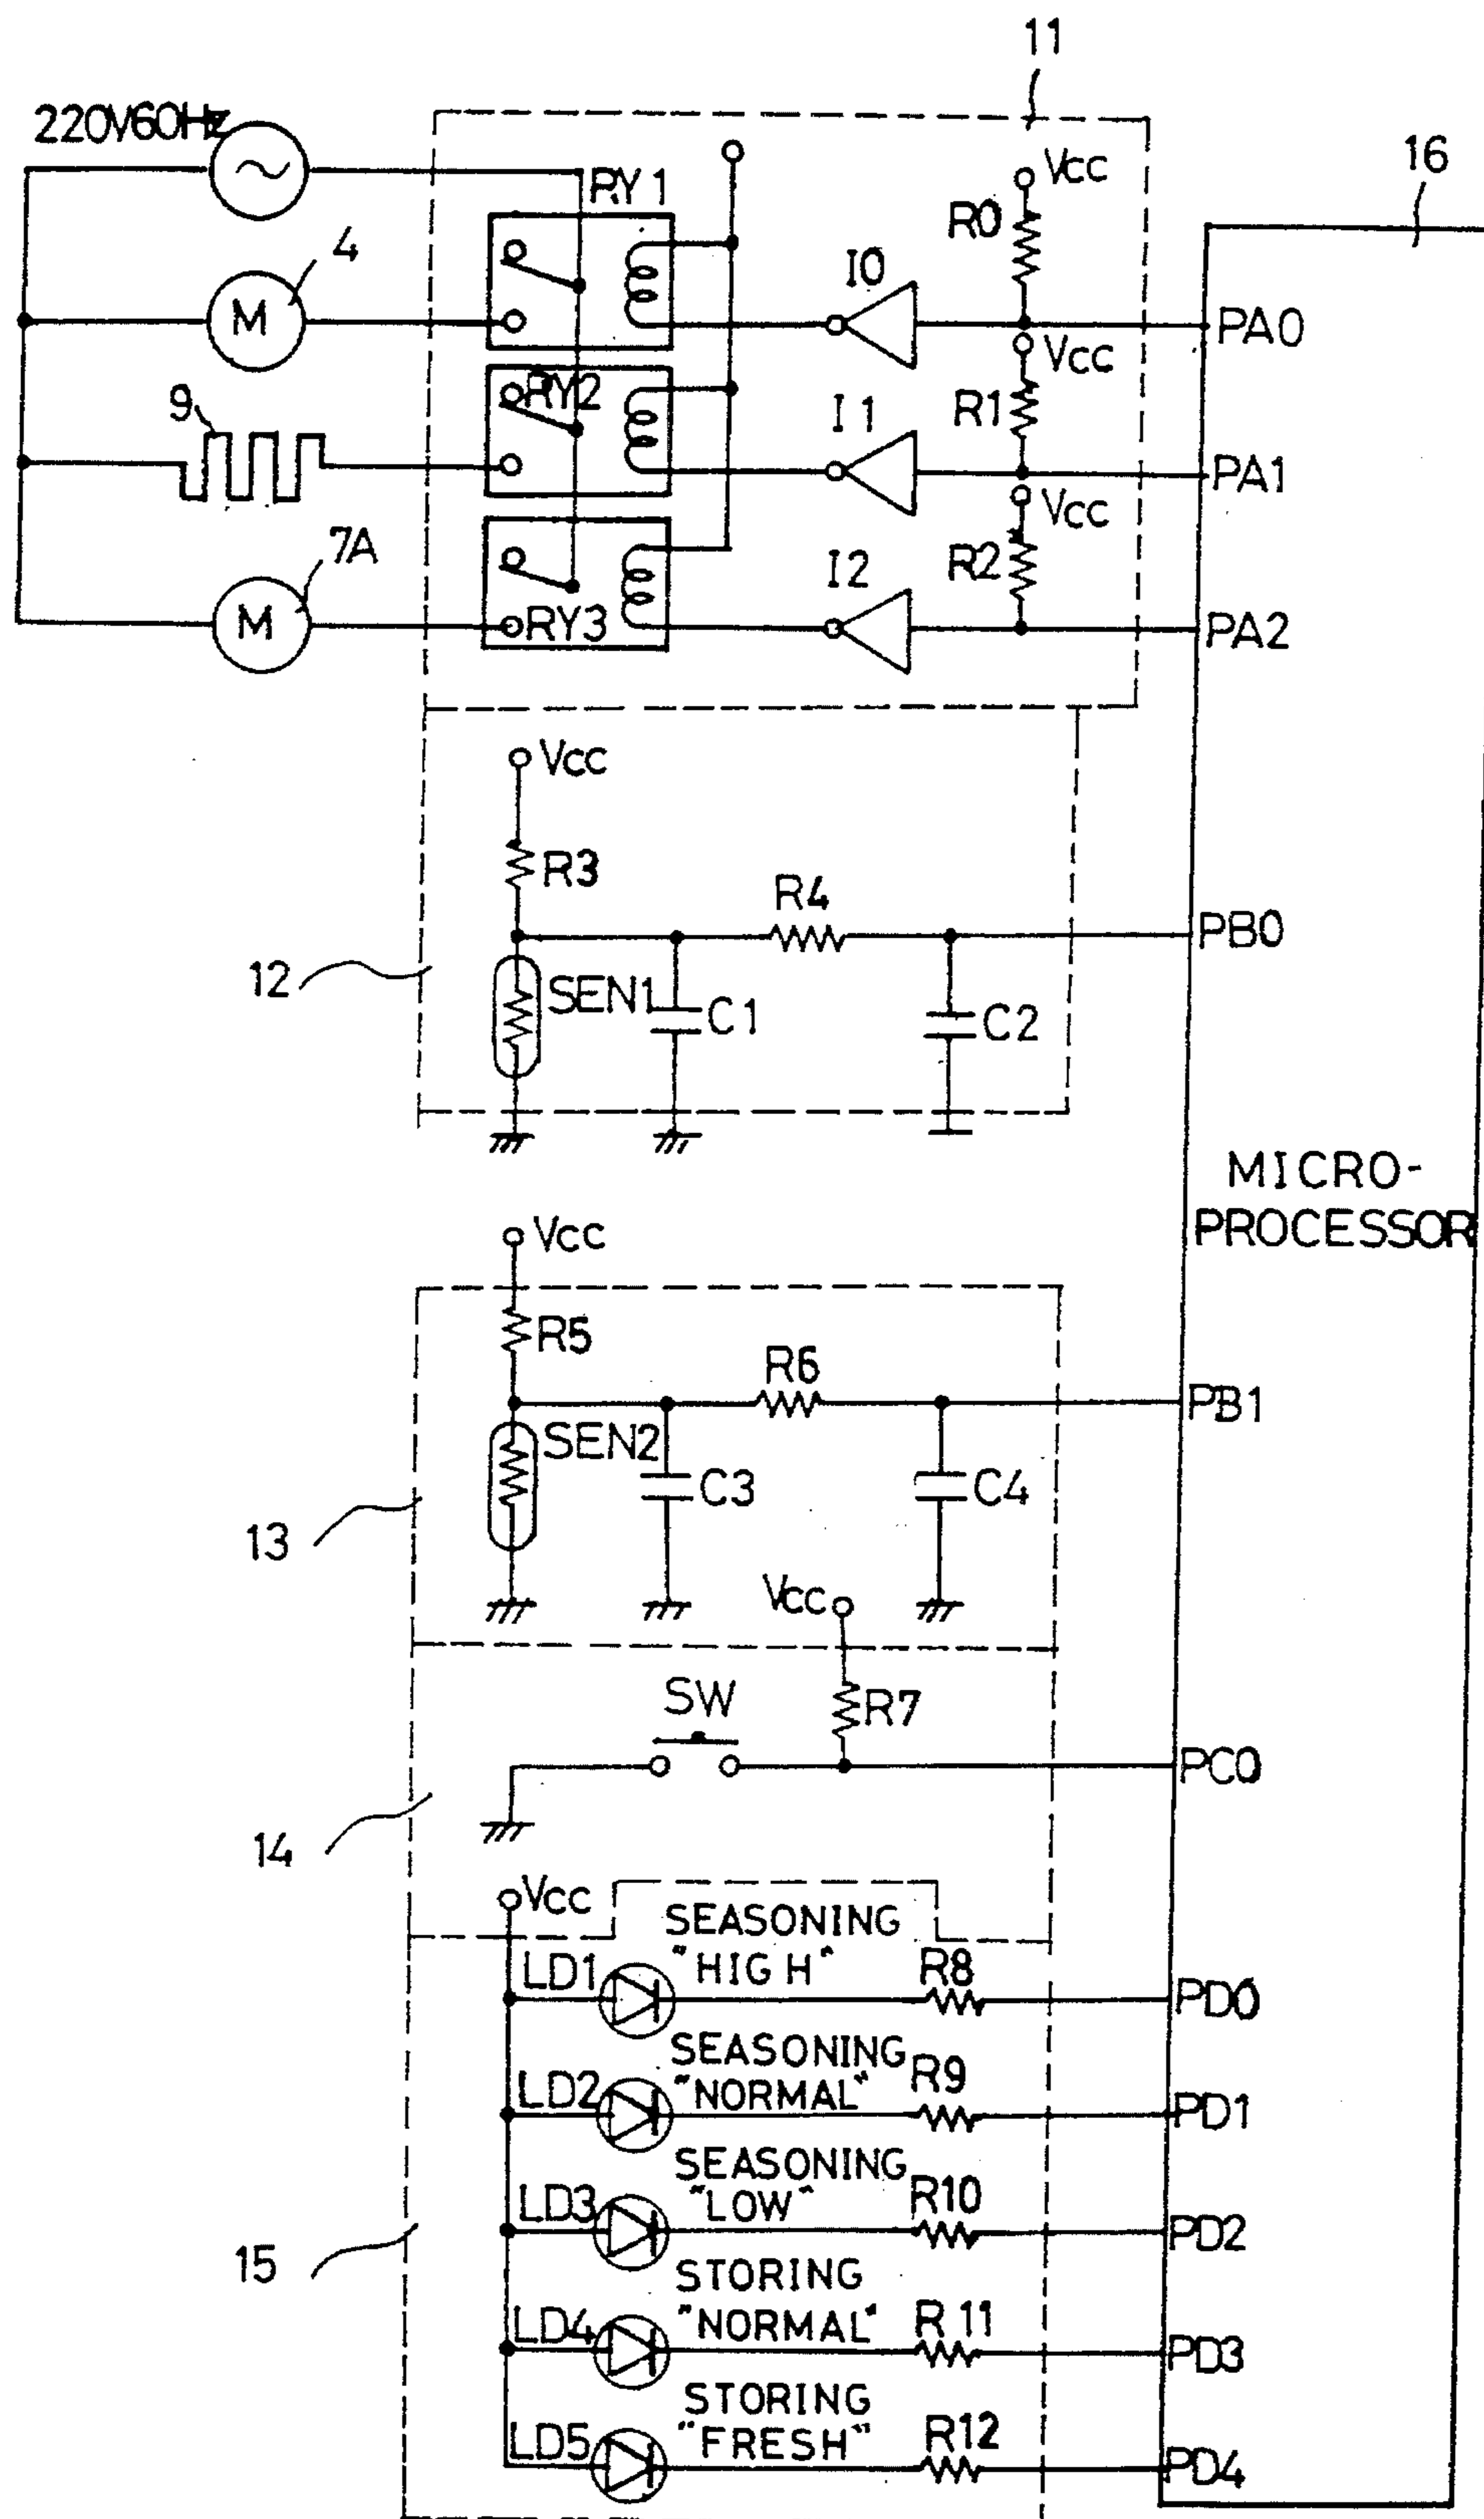 11
220V60Hz
RY1
Vcc
R0
16
4
M
I0
PA0
Vcc
9
RY2
I1
R1
PA1
Vcc
7A
I2
R2
M
RY3
PA2
Vcc
R3
R4
PB0
12
SEN1
C1
C2
MICRO-
PROCESSOR
Vcc
R5
R6
PB1
SEN2
C3
C4
13
Vcc
SW
R7
PC0
14
Vcc
SEASONING
LD1
"HIGH"
R8
PD0
SEASONING
LD2
"NORMAL"
R9
PD1
SEASONING
LD3
"LOW"
R10
PD2
15
STORING
LD4
"NORMAL"
R11
PD3
STORING
LD5
"FRESH"
R12
PD4